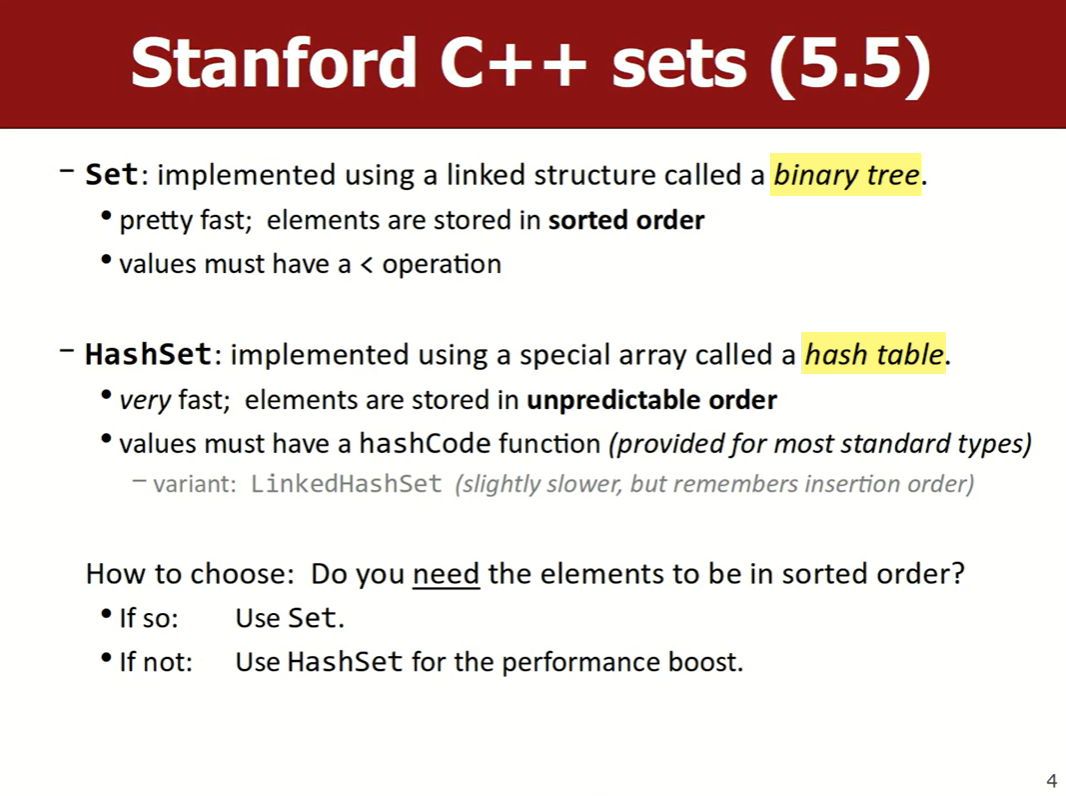 Stanford C++ sets (5.5)
– Set: implemented using a linked structure called a binary tree.
• pretty fast; elements are stored in sorted order
• values must have a < operation
– HashSet: implemented using a special array called a hash table.
• very fast; elements are stored in unpredictable order
• values must have a hashCode function (provided for most standard types)
– variant: LinkedHashSet (slightly slower, but remembers insertion order)
How to choose: Do you need the elements to be in sorted order?
• If so: Use Set.
• If not: Use HashSet for the performance boost.
4